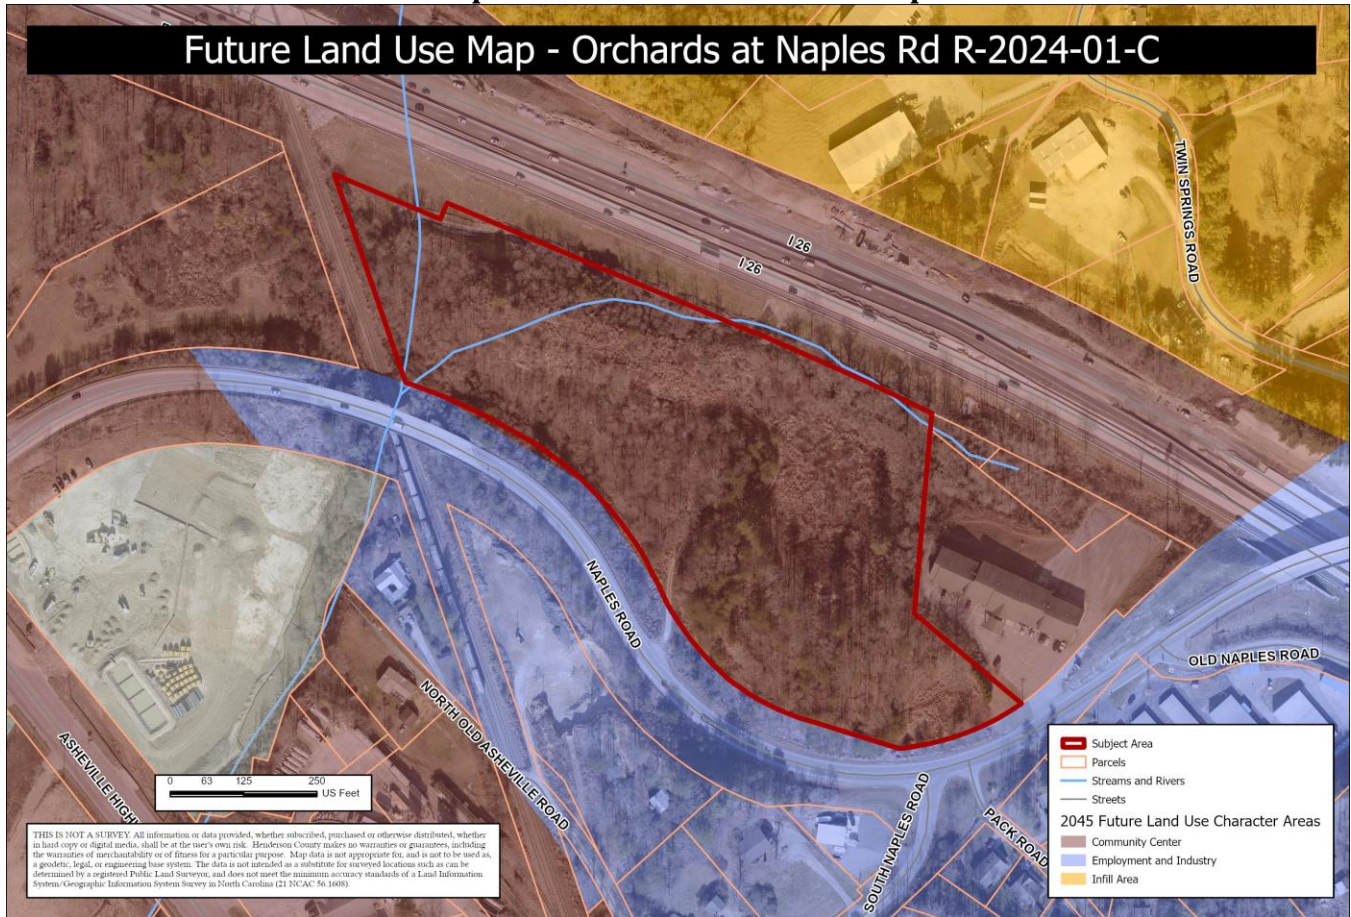 Future Land Use Map - Orchards at Naples Rd R-2024-01-C
TWIN SPRINGS ROAD
I 26
I 26
NAPLES ROAD
OLD NAPLES ROAD
NORTH OLD ASHEVILLE ROAD
ASHEVILLE HIGH
SOUTH NAPLES ROAD
PACK ROAD
0 63 125 250
US Feet
Subject Area
Parcels
Streams and Rivers
Streets
2045 Future Land Use Character Areas
Community Center
Employment and Industry
Infill Area
THIS IS NOT A SURVEY. All information or data provided, whether subscribed, purchased or otherwise distributed, whether
in hard copy or digital media, shall be at the user's own risk. Henderson County makes no warranties or guarantees, including
the warranties of merchantability or of fitness for a particular purpose. Map data is not appropriate for, and is not to be used as,
a geodetic, legal, or engineering base system. The data is not intended as a substitute for surveyed locations such as can be
determined by a registered Public Land Surveyor, and does not meet the minimum accuracy standards of a Land Information
System/Geographic Information System Survey in North Carolina (21 NCAC 56.1608).